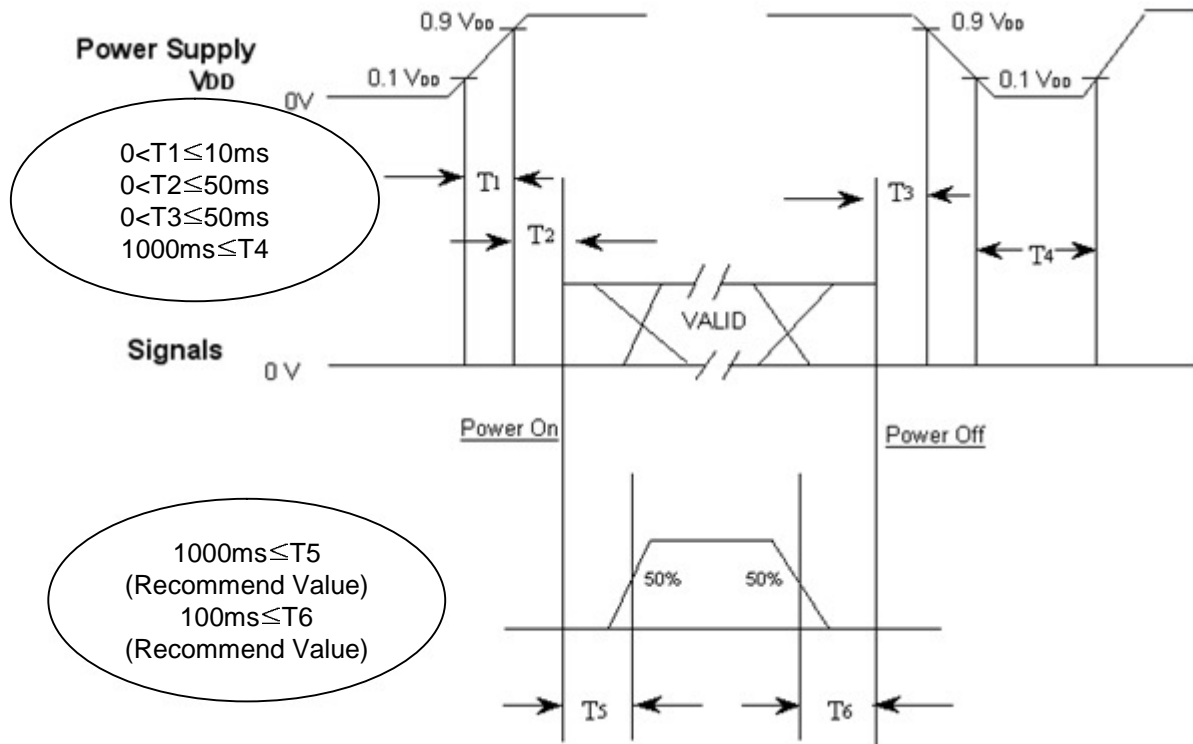 0.9 VDD
0.9 VDD
Power Supply
VDD
0.1 VDD
0.1 VDD
0V
0<T1≦10ms
0<T2≦50ms
0<T3≦50ms
1000ms≦T4
T1
T3
T2
T4
VALID
Signals
0 V
Power On
Power Off
1000ms≦T5
(Recommend Value)
100ms≦T6
(Recommend Value)
50%
50%
T5
T6